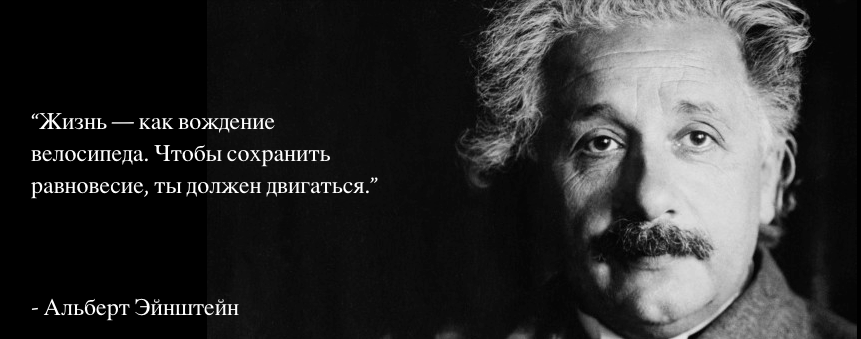 “Жизнь — как вождение
велосипеда. Чтобы сохранить
равновесие, ты должен двигаться.”
- Альберт Эйнштейн